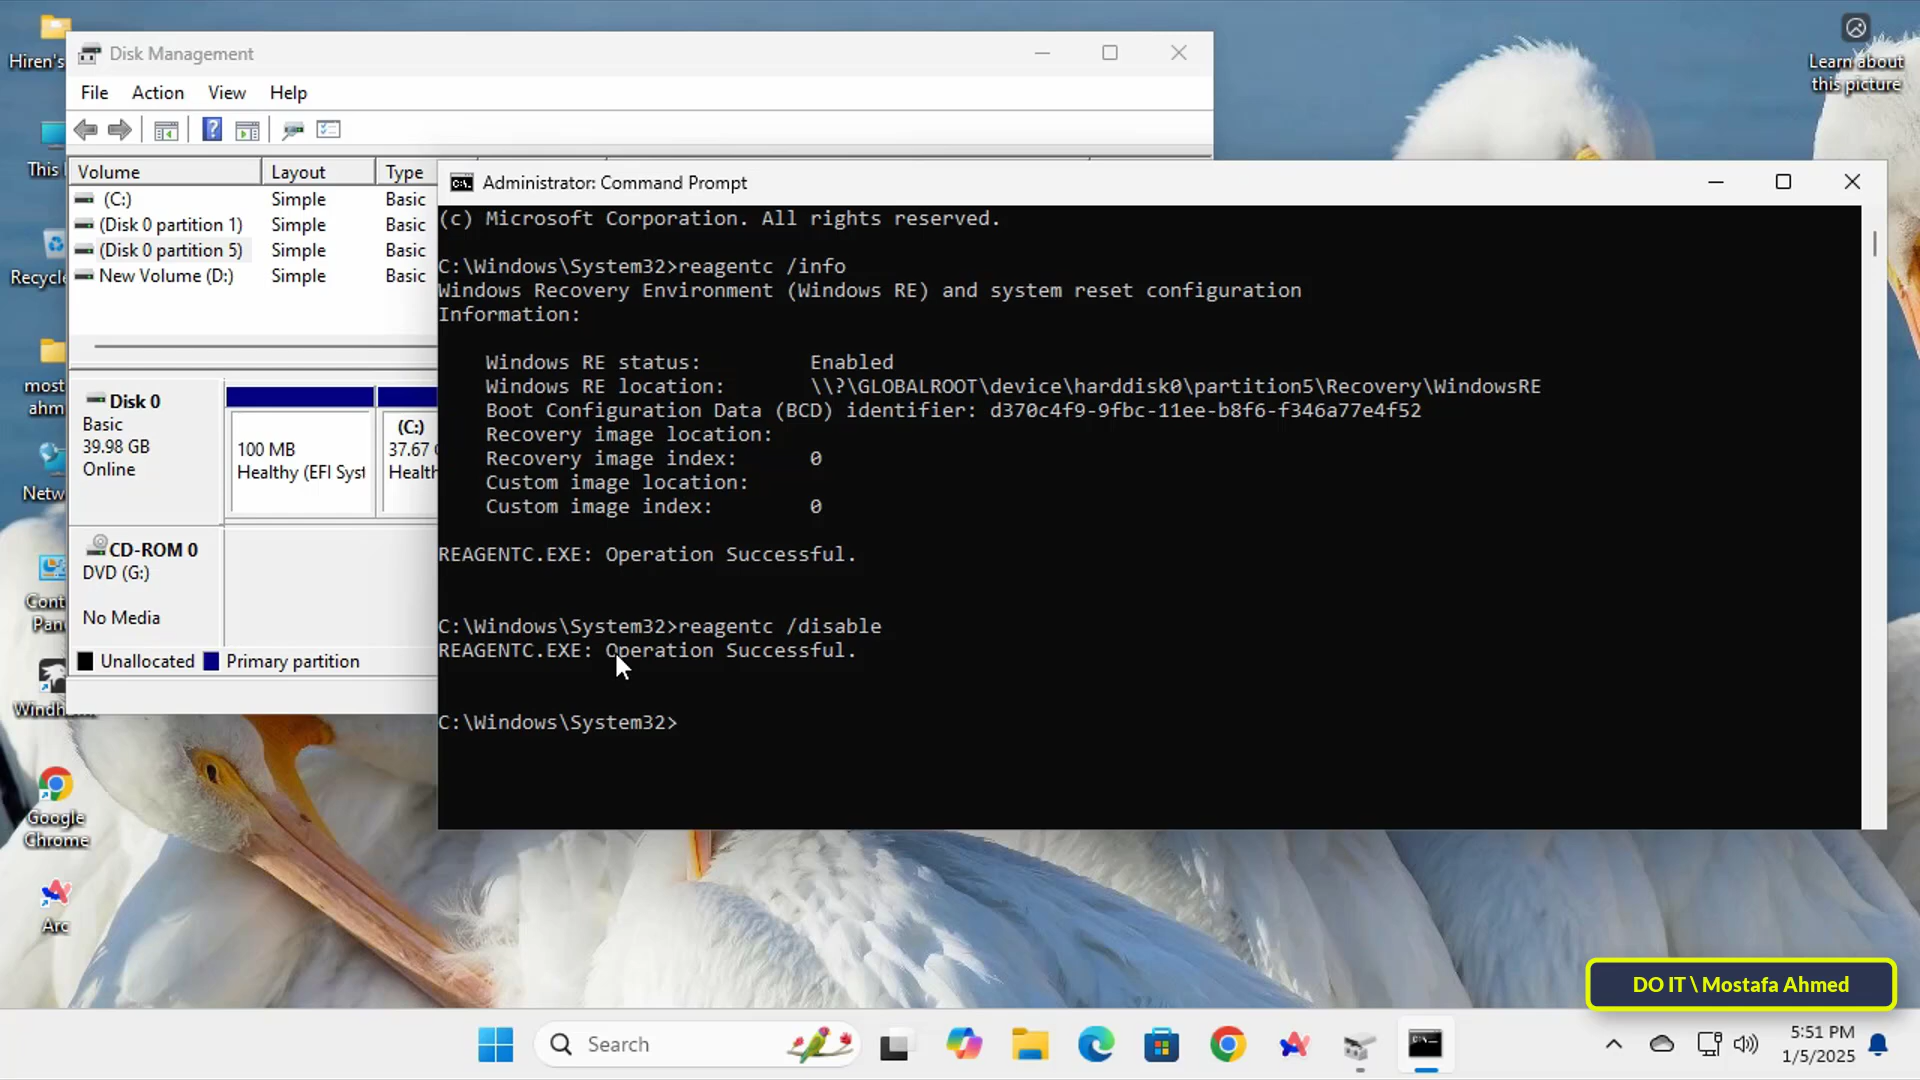 Hiren's
Disk Management
Learn about
this picture
File Action View Help
This
Volume Layout Type
(C:) Simple Basic
(Disk 0 partition 1) Simple Basic
(Disk 0 partition 5) Simple Basic
New Volume (D:) Simple Basic
Recycle
most
ahm
Disk 0
Basic
39.98 GB
Online
100 MB
Healthy (EFI Syst
(C:)
37.67
Health
Netw
CD-ROM 0
DVD (G:)
No Media
Cont
Pan
Unallocated Primary partition
Windh
Google
Chrome
Arc
Administrator: Command Prompt
(c) Microsoft Corporation. All rights reserved.
C:\Windows\System32>reagentc /info
Windows Recovery Environment (Windows RE) and system reset configuration
Information:
Windows RE status: Enabled
Windows RE location: \\?\GLOBALROOT\device\harddisk0\partition5\Recovery\WindowsRE
Boot Configuration Data (BCD) identifier: d370c4f9-9fbc-11ee-b8f6-f346a77e4f52
Recovery image location:
Recovery image index: 0
Custom image location:
Custom image index: 0
REAGENTC.EXE: Operation Successful.
C:\Windows\System32>reagentc /disable
REAGENTC.EXE: Operation Successful.
C:\Windows\System32>
DO IT \ Mostafa Ahmed
Search
5:51 PM
1/5/2025